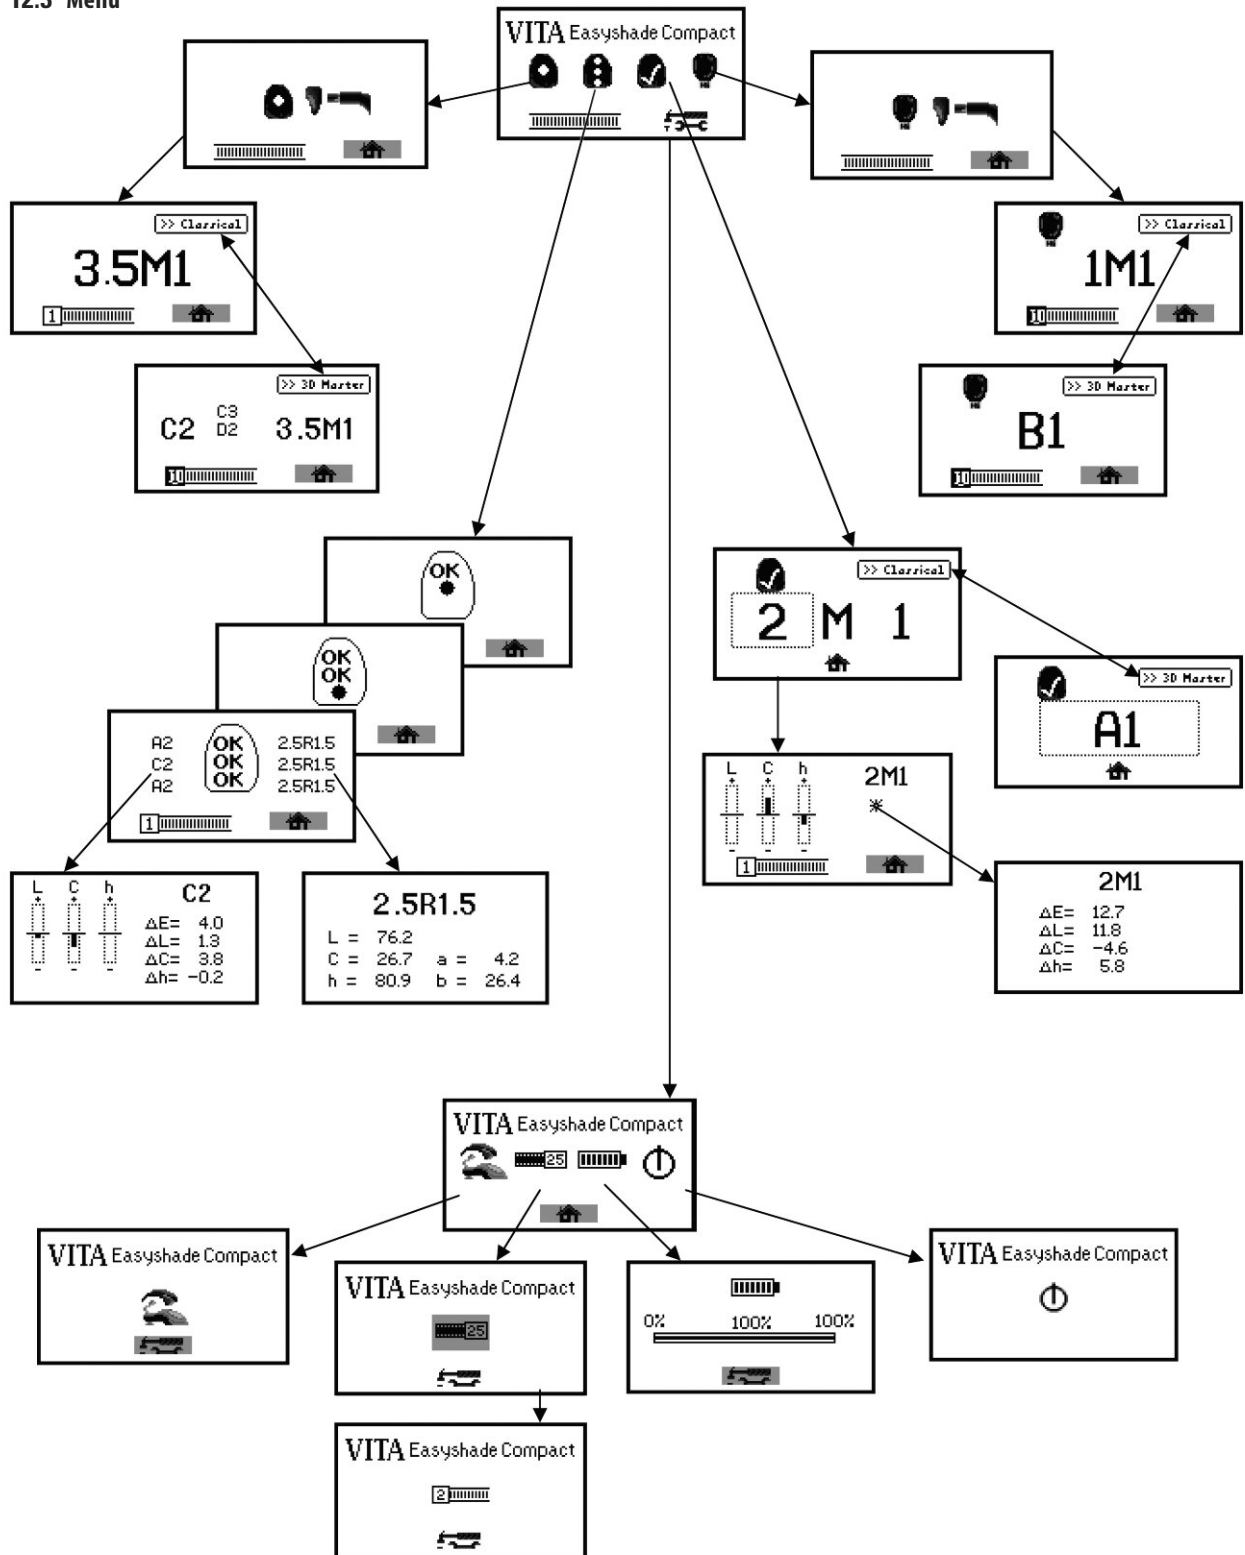 12.3 Menu
VITA Easyshade Compact
>> Classical
3.5M1
1
>> 3D Master
C2 C3 D2 3.5M1
>> Classical
1M1
>> 3D Master
B1
OK
OK
OK
A2 OK 2.5R1.5
C2 OK 2.5R1.5
A2 OK 2.5R1.5
1
L C h C2
+ + +
ΔE= 4.0
ΔL= 1.3
ΔC= 3.8
Δh= -0.2
- - -
2.5R1.5
L = 76.2
C = 26.7 a = 4.2
h = 80.9 b = 26.4
>> Classical
2 M 1
>> 3D Master
A1
L C h 2M1
+ + +
- - -
1
2M1
ΔE= 12.7
ΔL= 11.8
ΔC= -4.6
Δh= 5.8
VITA Easyshade Compact
25
VITA Easyshade Compact
VITA Easyshade Compact
25
0% 100% 100%
VITA Easyshade Compact
VITA Easyshade Compact
2